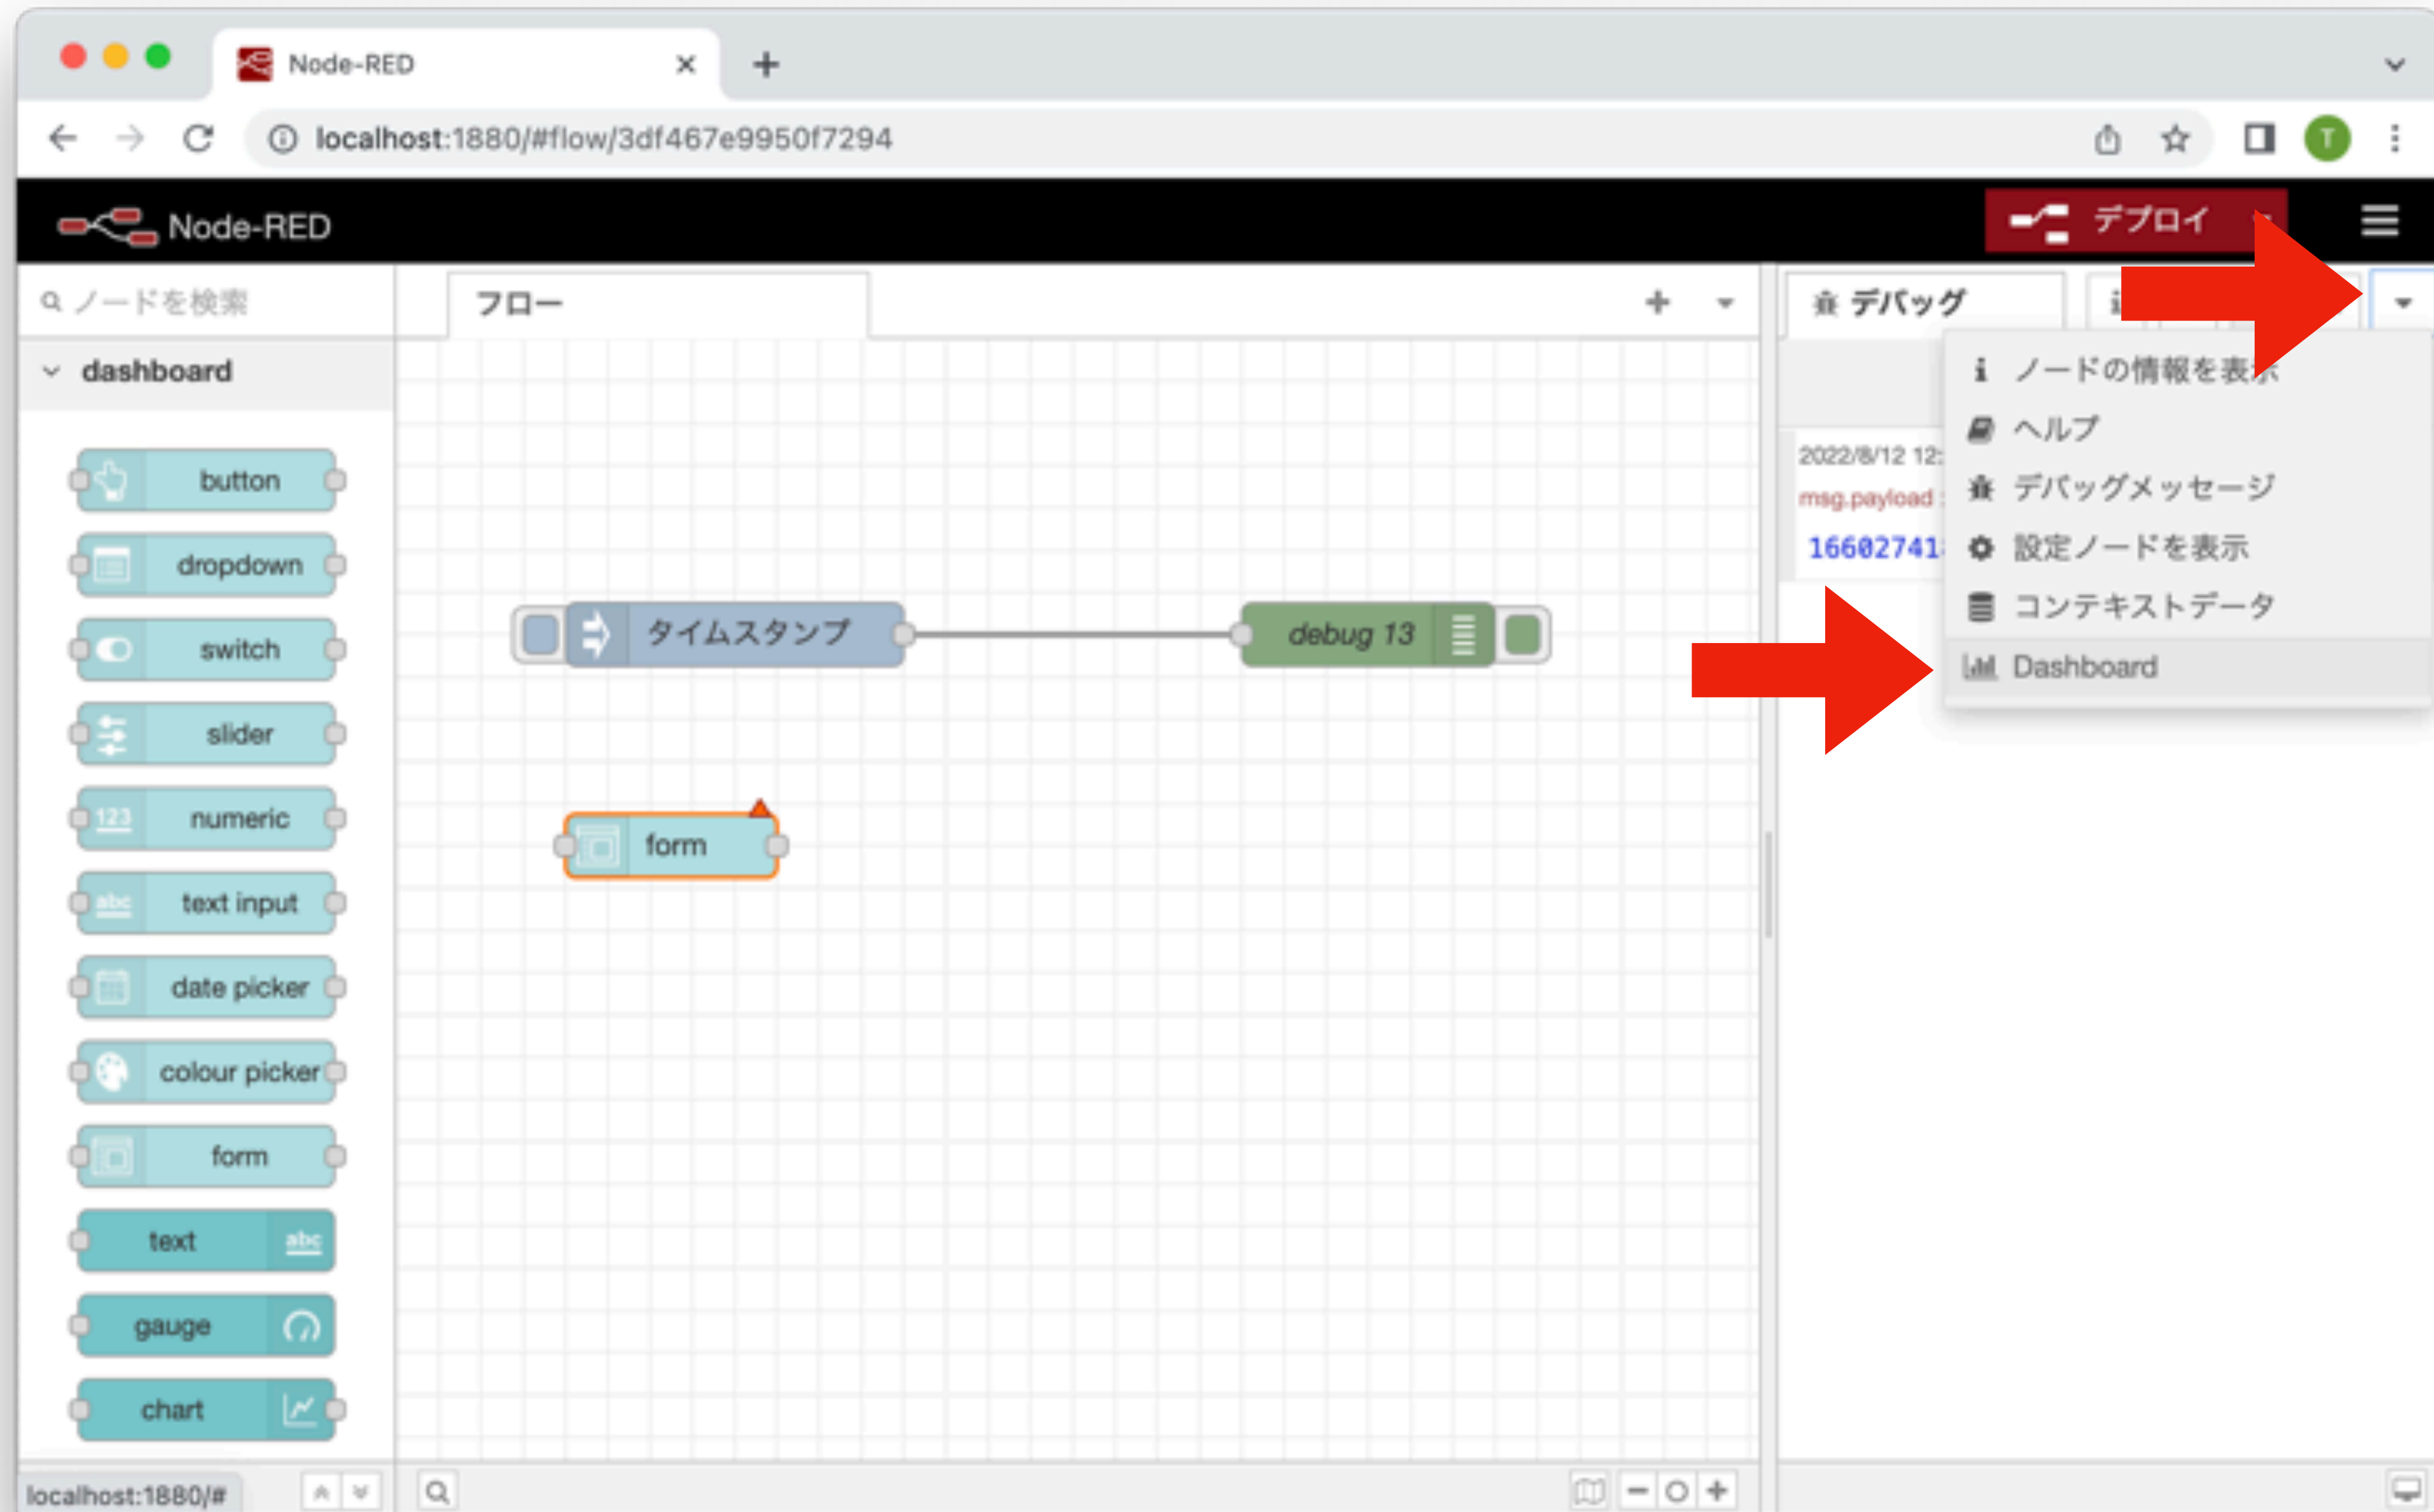 Node-RED
localhost:1880/#flow/3df467e9950f7294
T
Node-RED
デプロイ
ノードを検索
フロー
デバッグ
i
dashboard
button
dropdown
switch
slider
123 numeric
abc text input
date picker
colour picker
form
text abc
gauge
chart
タイムスタンプ
debug 13
form
2022/8/12 12:
msg.payload :
16602741
i ノードの情報を表示
ヘルプ
デバッグメッセージ
設定ノードを表示
コンテキストデータ
Dashboard
localhost:1880/#